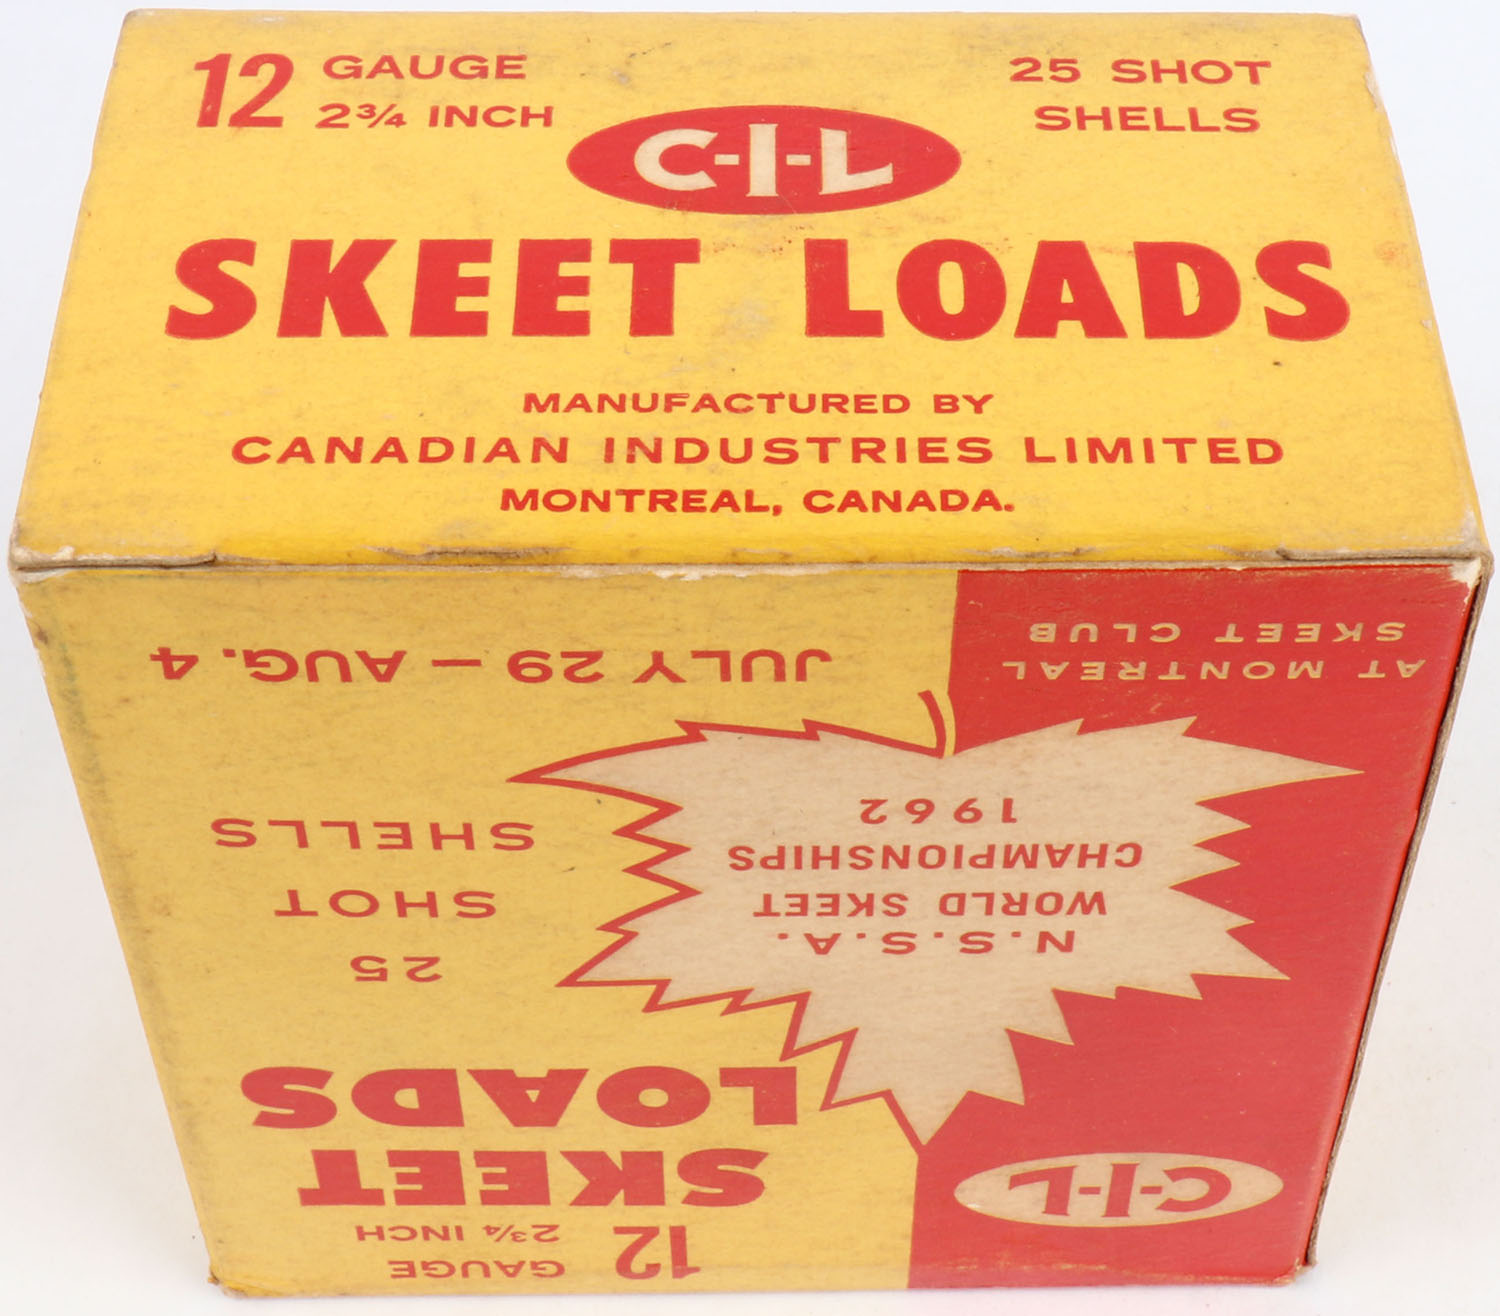 12 GAUGE
2¾ INCH
25 SHOT
SHELLS
C-I-L
SKEET LOADS
MANUFACTURED BY
CANADIAN INDUSTRIES LIMITED
MONTREAL, CANADA.
12 GAUGE
2¾ INCH
SKEET
LOADS
25
SHOT
SHELLS
JULY 29 – AUG. 4
C-I-L
N.S.S.A.
WORLD SKEET
CHAMPIONSHIPS
1962
AT MONTREAL
SKEET CLUB